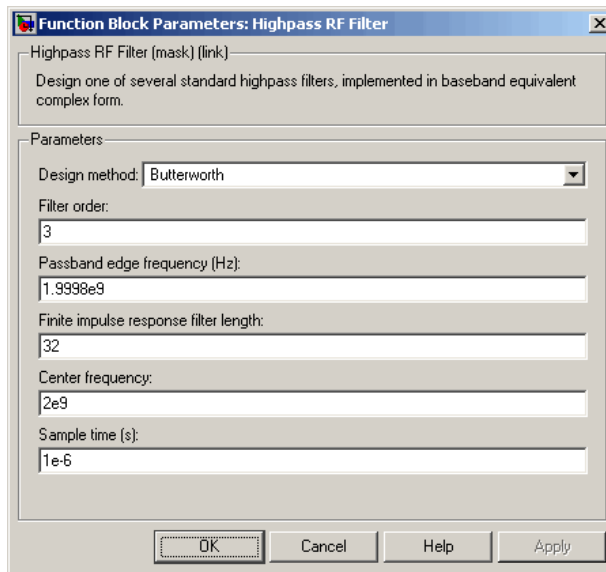 Function Block Parameters: Highpass RF Filter
Highpass RF Filter (mask) (link)
Design one of several standard highpass filters, implemented in baseband equivalent
complex form.
Parameters
Design method: Butterworth
Filter order:
3
Passband edge frequency (Hz):
1.9998e9
Finite impulse response filter length:
32
Center frequency:
2e9
Sample time (s):
1e-6
OK Cancel Help Apply